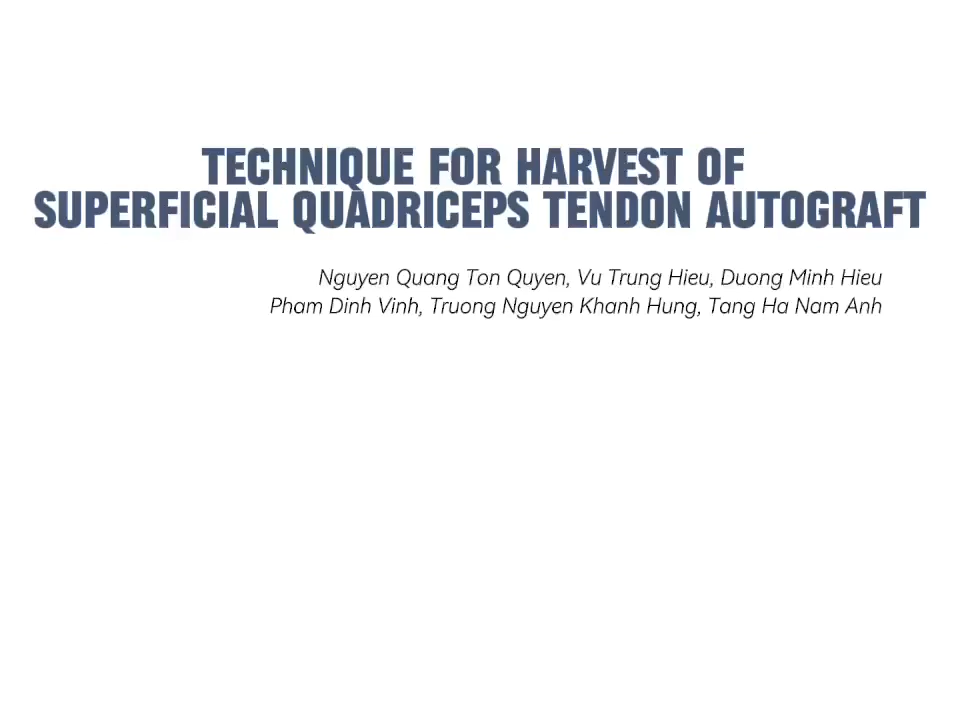 TECHNIQUE FOR HARVEST OF
SUPERFICIAL QUADRICEPS TENDON AUTOGRAFT
Nguyen Quang Ton Quyen, Vu Trung Hieu, Duong Minh Hieu
Pham Dinh Vinh, Truong Nguyen Khanh Hung, Tang Ha Nam Anh